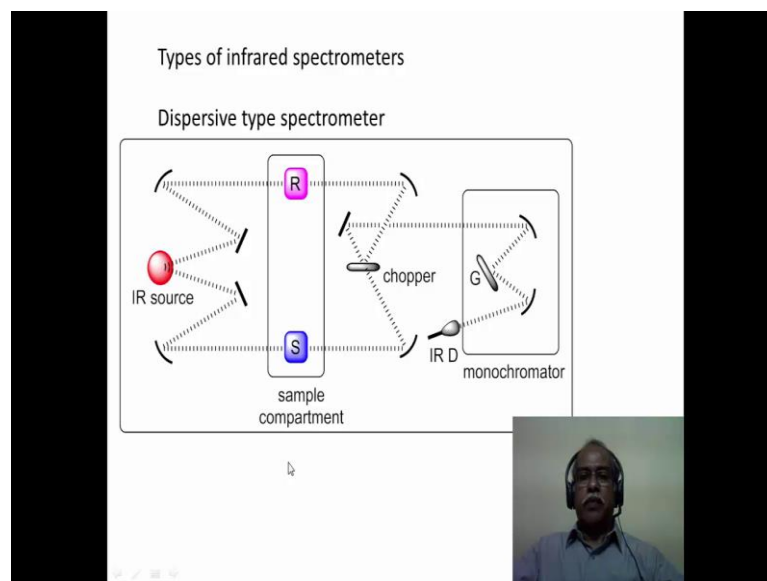 Types of infrared spectrometers
Dispersive type spectrometer
R
IR source
chopper
G
S
IR D
monochromator
sample
compartment